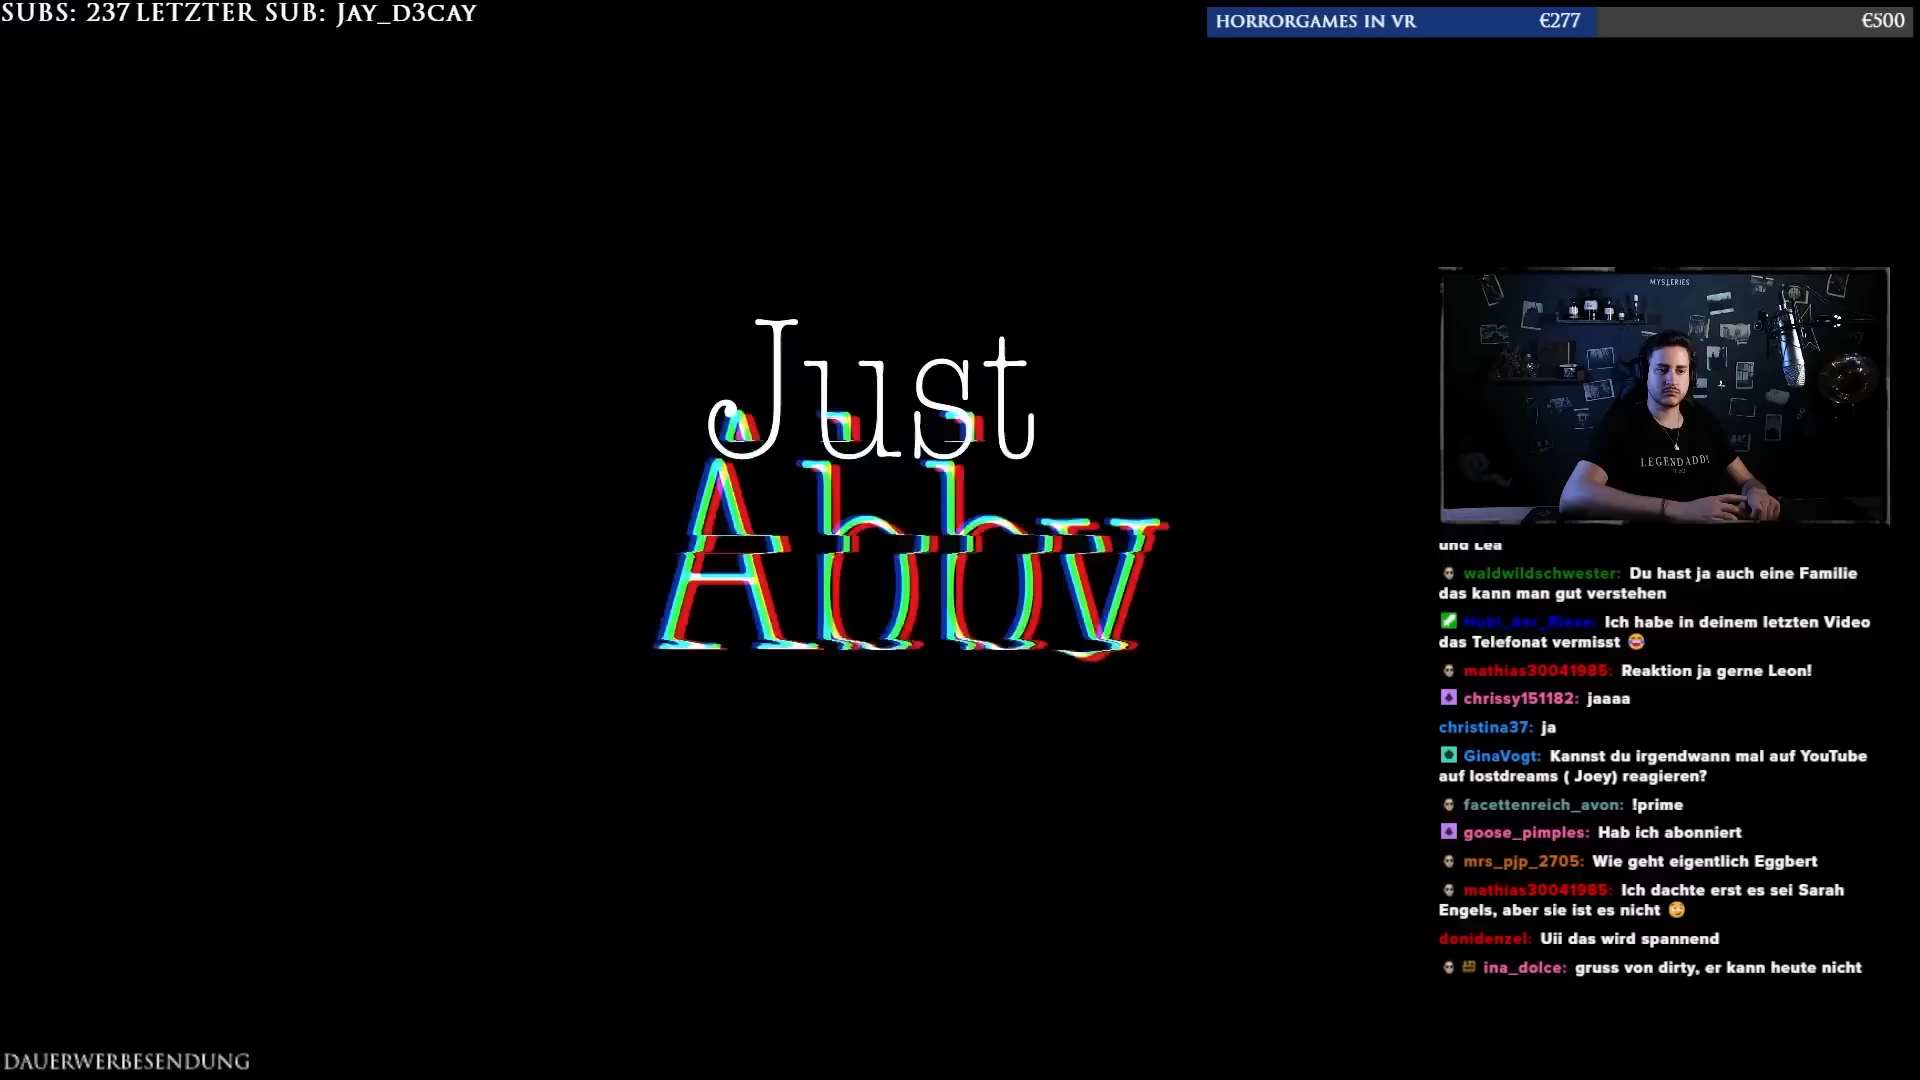 SUBS: 237 LETZTER SUB: JAY_D3CAY
HORRORGAMES IN VR €277 €500
Just
Abby
MYSTERIES
LEGENDADDY
und Lea
waldwildschwester: Du hast ja auch eine Familie
das kann man gut verstehen
Hubi_der_Riese: Ich habe in deinem letzten Video
das Telefonat vermisst 😂
mathias30041985: Reaktion ja gerne Leon!
chrissy151182: jaaaa
christina37: ja
GinaVogt: Kannst du irgendwann mal auf YouTube
auf lostdreams ( Joey) reagieren?
facettenreich_avon: !prime
goose_pimples: Hab ich abonniert
mrs_pjp_2705: Wie geht eigentlich Eggbert
mathias30041985: Ich dachte erst es sei Sarah
Engels, aber sie ist es nicht
donidenzel: Uii das wird spannend
ina_dolce: gruss von dirty, er kann heute nicht
DAUERWERBESENDUNG